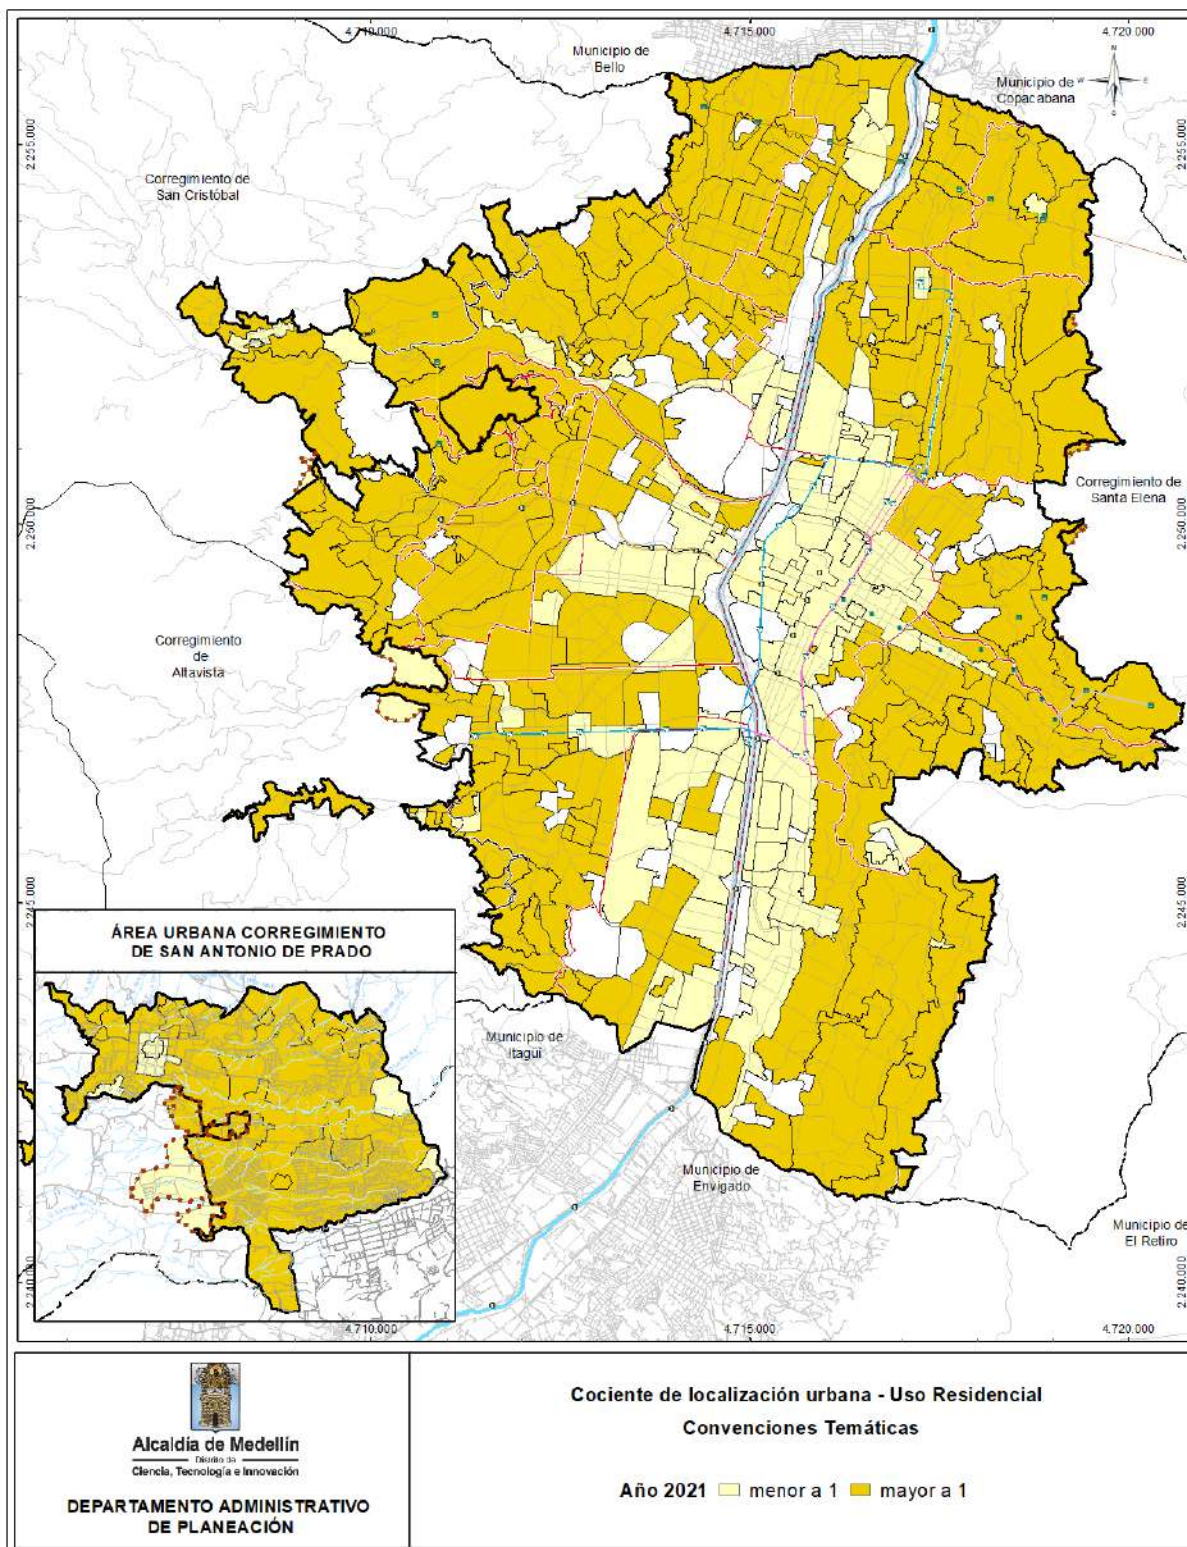 4.710.000
4.715.000
4.720.000
Municipio de
Bello
Municipio de
Copacabana
N
W
E
S
2.255.000
2.255.000
Corregimiento de
San Cristóbal
Corregimiento de
Santa Elena
2.250.000
2.250.000
Corregimiento
de
Altavista
2.245.000
2.245.000
ÁREA URBANA CORREGIMIENTO
DE SAN ANTONIO DE PRADO
Municipio de
Itagui
Municipio de
Envigado
Municipio de
El Retiro
2.240.000
2.240.000
4.710.000
4.715.000
4.720.000
Alcaldía de Medellín
Distrito de
Ciencia, Tecnología e Innovación
DEPARTAMENTO ADMINISTRATIVO
DE PLANEACIÓN
Cociente de localización urbana - Uso Residencial
Convenciones Temáticas
Año 2021 menor a 1 mayor a 1